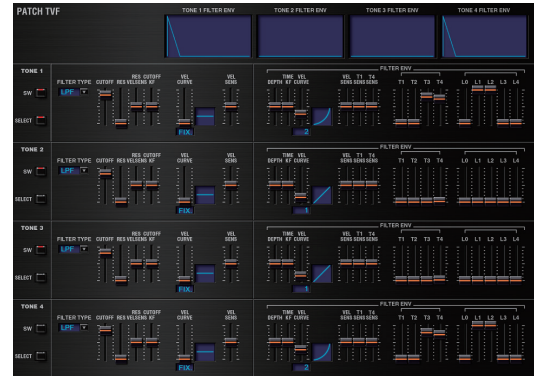 PATCH TVF
TONE 1 FILTER ENV TONE 2 FILTER ENV TONE 3 FILTER ENV TONE 4 FILTER ENV
TONE 1 FILTER ENV
RES CUTOFF VEL VEL TIME VEL VEL T1 T4
FILTER TYPE CUTOFF RES VELSENS KF CURVE SENS DEPTH KF CURVE SENS SENS SENS T1 T2 T3 T4 L0 L1 L2 L3 L4
SW LPF
SELECT
FIX 2
TONE 2 FILTER ENV
RES CUTOFF VEL VEL TIME VEL VEL T1 T4
FILTER TYPE CUTOFF RES VELSENS KF CURVE SENS DEPTH KF CURVE SENS SENS SENS T1 T2 T3 T4 L0 L1 L2 L3 L4
SW LPF
SELECT
FIX 1
TONE 3 FILTER ENV
RES CUTOFF VEL VEL TIME VEL VEL T1 T4
FILTER TYPE CUTOFF RES VELSENS KF CURVE SENS DEPTH KF CURVE SENS SENS SENS T1 T2 T3 T4 L0 L1 L2 L3 L4
SW LPF
SELECT
FIX 1
TONE 4 FILTER ENV
RES CUTOFF VEL VEL TIME VEL VEL T1 T4
FILTER TYPE CUTOFF RES VELSENS KF CURVE SENS DEPTH KF CURVE SENS SENS SENS T1 T2 T3 T4 L0 L1 L2 L3 L4
SW LPF
SELECT
FIX 2